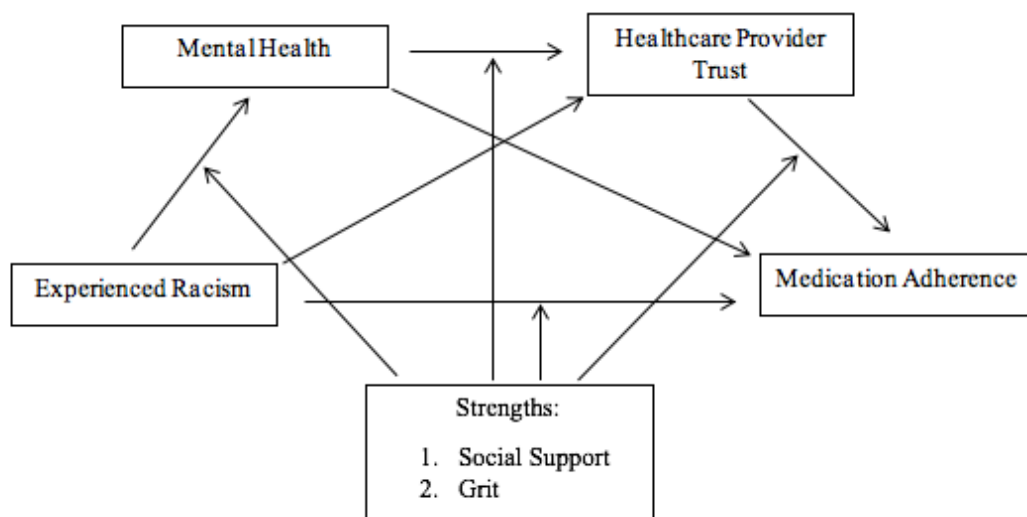 Mental Health
Healthcare Provider
Trust
Experienced Racism
Medication Adherence
Strengths:
1. Social Support
2. Grit